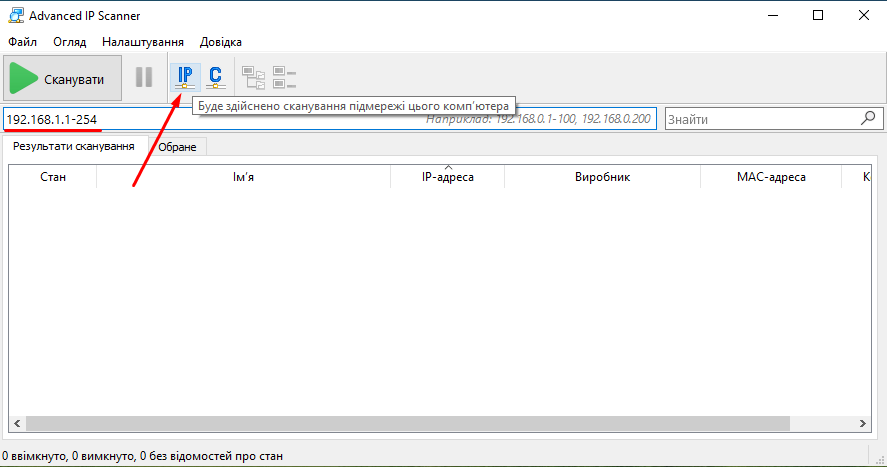 Advanced IP Scanner
Файл Огляд Налаштування Довідка
Сканувати IP C
Буде здійснено сканування підмережі цього комп'ютера
192.168.1.1-254 Наприклад: 192.168.0.1-100, 192.168.0.200 Знайти
Результати сканування Обране
Стан Ім'я IP-адреса Виробник MAC-адреса К
0 ввімкнуто, 0 вимкнуто, 0 без відомостей про стан